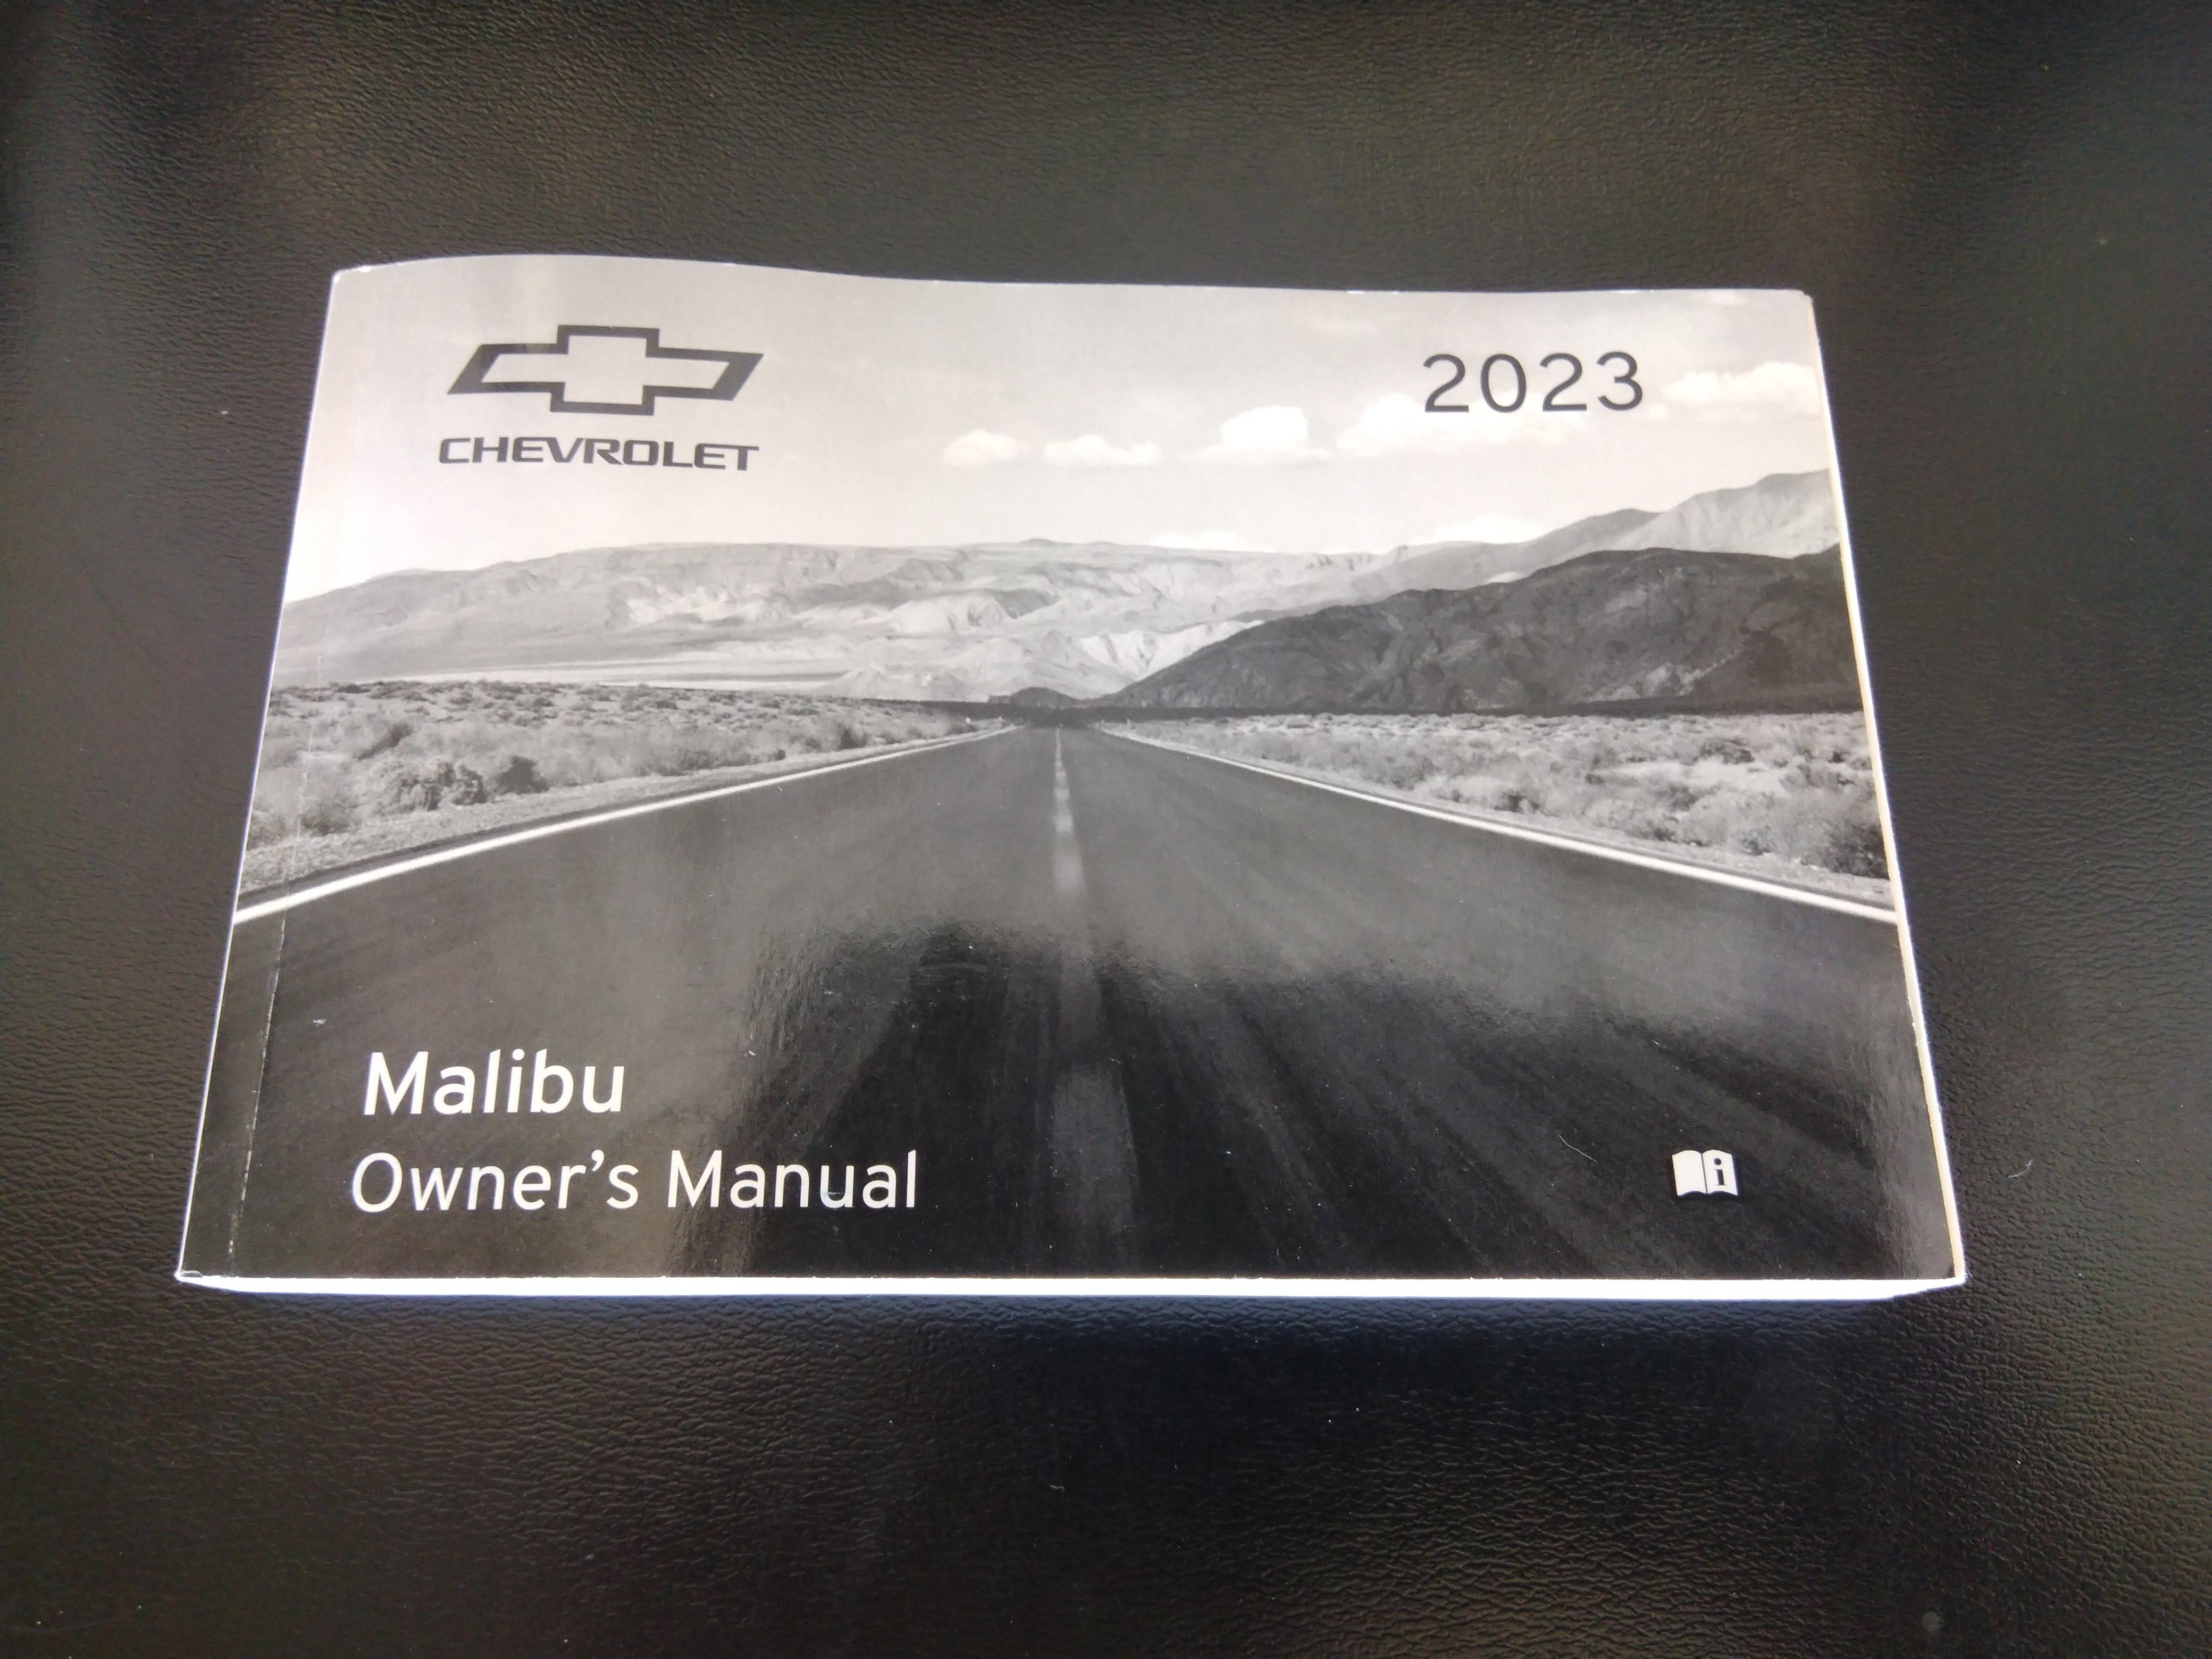 CHEVROLET
2023
Malibu
Owner's Manual
i